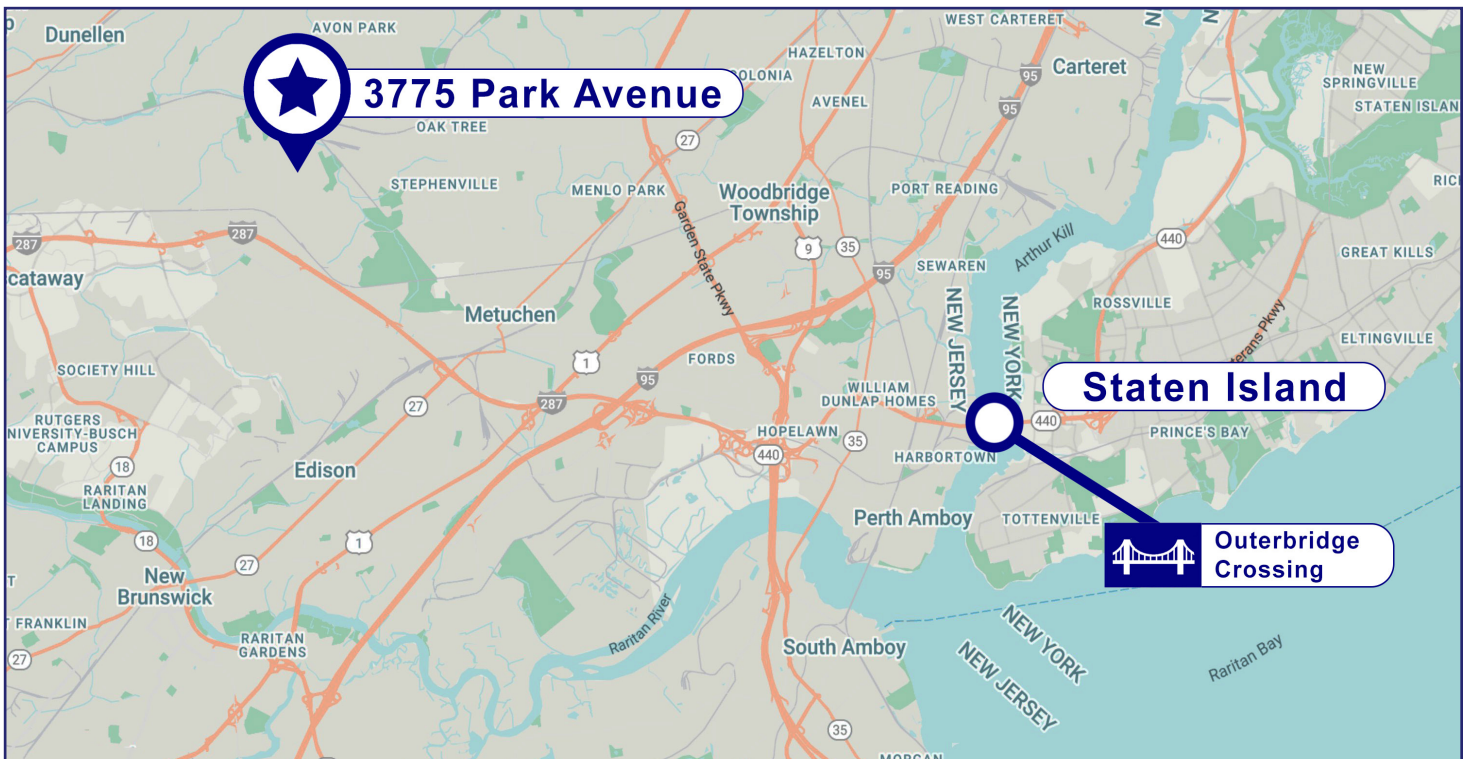 Dunellen
AVON PARK
WEST CARTERET
HAZELTON
COLONIA
Carteret
NEW
SPRINGVILLE
STATEN ISLAN
3775 Park Avenue
AVENEL
95
95
OAK TREE
27
STEPHENVILLE
MENLO PARK
Woodbridge
Township
PORT READING
RIC
Garden State Pkwy
287
287
9
35
Arthur Kill
440
GREAT KILLS
cataway
SEWAREN
95
NEW JERSEY
NEW YORK
ROSSVILLE
Metuchen
erans Pkwy
ELTINGVILLE
SOCIETY HILL
1
FORDS
95
WILLIAM
DUNLAP HOMES
Staten Island
27
287
RUTGERS
NIVERSITY-BUSCH
CAMPUS
HOPELAWN
35
440
440
PRINCE'S BAY
HARBORTOWN
18
Edison
RARITAN
LANDING
Perth Amboy
TOTTENVILLE
18
1
Outerbridge
Crossing
27
New
Brunswick
T
T FRANKLIN
RARITAN
GARDENS
Raritan River
South Amboy
NEW YORK
NEW JERSEY
Raritan Bay
27
35
MORGAN